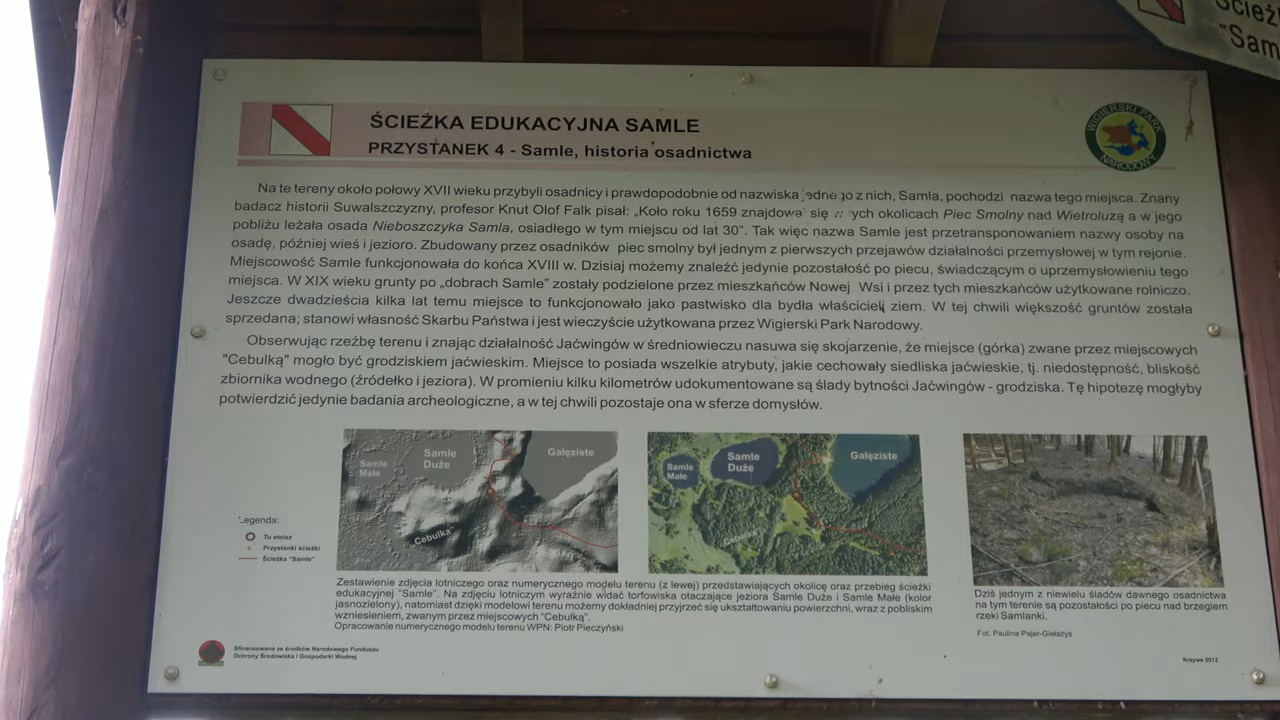 Ścież
"Saml
ŚCIEŻKA EDUKACYJNA SAMLE
PRZYSTANEK 4 - Samle, historia osadnictwa
WIGIERSKI PARK
NARODOWY
Na te tereny około połowy XVII wieku przybyli osadnicy i prawdopodobnie od nazwiska jednego z nich, Samla, pochodzi nazwa tego miejsca. Znany
badacz historii Suwalszczyzny, profesor Knut Olof Falk pisał: „Koło roku 1659 znajdował się w tych okolicach Piec Smolny nad Wietrołuzą a w jego
pobliżu leżała osada Nieboszczyka Samla, osiadłego w tym miejscu od lat 30". Tak więc nazwa Samle jest przetransponowaniem nazwy osoby na
osadę, później wieś i jezioro. Zbudowany przez osadników piec smolny był jednym z pierwszych przejawów działalności przemysłowej w tym rejonie.
Miejscowość Samle funkcjonowała do końca XVIII w. Dzisiaj możemy znaleźć jedynie pozostałość po piecu, świadczącym o uprzemysłowieniu tego
miejsca. W XIX wieku grunty po „dobrach Samle" zostały podzielone przez mieszkańców Nowej Wsi i przez tych mieszkańców użytkowane rolniczo.
Jeszcze dwadzieścia kilka lat temu miejsce to funkcjonowało jako pastwisko dla bydła właścicieli ziem. W tej chwili większość gruntów została
sprzedana; stanowi własność Skarbu Państwa i jest wieczyście użytkowana przez Wigierski Park Narodowy.
Obserwując rzeźbę terenu i znając działalność Jaćwingów w średniowieczu nasuwa się skojarzenie, że miejsce (górka) zwane przez miejscowych
"Cebulką" mogło być grodziskiem jaćwieskim. Miejsce to posiada wszelkie atrybuty, jakie cechowały siedliska jaćwieskie, tj. niedostępność, bliskość
zbiornika wodnego (źródełko i jeziora). W promieniu kilku kilometrów udokumentowane są ślady bytności Jaćwingów - grodziska. Tę hipotezę mogłyby
potwierdzić jedynie badania archeologiczne, a w tej chwili pozostaje ona w sferze domysłów.
Samle
Małe
Samle
Duże
Gałęziste
"Cebulka"
Samle
Małe
Samle
Duże
Gałęziste
"Cebulka"
Legenda:
Tu stoisz
Przystanki ścieżki
Ścieżka "Samle"
Zestawienie zdjęcia lotniczego oraz numerycznego modelu terenu (z lewej) przedstawiających okolicę oraz przebieg ścieżki
edukacyjnej "Samle". Na zdjęciu lotniczym wyraźnie widać torfowiska otaczające jeziora Samle Duże i Samle Małe (kolor
jasnozielony), natomiast dzięki modelowi terenu możemy dokładniej przyjrzeć się ukształtowaniu powierzchni, wraz z pobliskim
wzniesieniem, zwanym przez miejscowych "Cebulką".
Opracowanie numerycznego modelu terenu WPN: Piotr Pieczyński
Dziś jednym z niewielu śladów dawnego osadnictwa
na tym terenie są pozostałości po piecu nad brzegiem
rzeki Samlanki.
Fot. Paulina Pajer-Giełażys
Sfinansowano ze środków Narodowego Funduszu
Ochrony Środowiska i Gospodarki Wodnej
Krzywe 2012